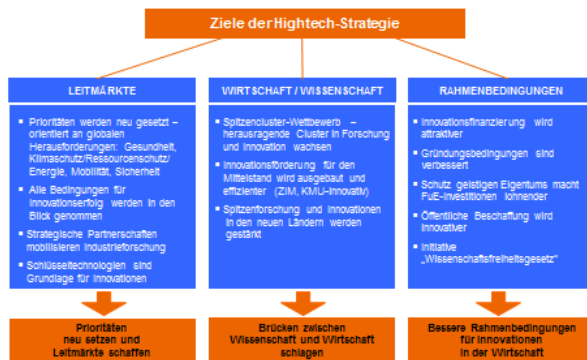 Ziele der Hightech-Strategie
LEITMÄRKTE
Prioritäten werden neu gesetzt –
orientiert an globalen
Herausforderungen: Gesundheit,
Klimaschutz/Ressourcenschutz/
Energie, Mobilität, Sicherheit
Alle Bedingungen für
Innovationserfolg werden in den
Blick genommen
Strategische Partnerschaften
mobilisieren Industrieforschung
Schlüsseltechnologien sind
Grundlage für Innovationen
Prioritäten
neu setzen und
Leitmärkte schaffen
WIRTSCHAFT / WISSENSCHAFT
Spitzencluster-Wettbewerb –
herausragende Cluster in Forschung
und Innovation wachsen
Innovationsförderung für den
Mittelstand wird ausgebaut und
effizienter (ZIM, KMU-Innovativ)
Spitzenforschung und Innovationen
in den neuen Ländern werden
gestärkt
Brücken zwischen
Wissenschaft und Wirtschaft
schlagen
RAHMENBEDINGUNGEN
Innovationsfinanzierung wird
attraktiver
Gründungsbedingungen sind
verbessert
Schutz geistigen Eigentums macht
FuE-Investitionen lohnender
Öffentliche Beschaffung wird
innovativer
Initiative
„Wissenschaftsfreiheitsgesetz“
Bessere Rahmenbedingungen
für Innovationen
in der Wirtschaft